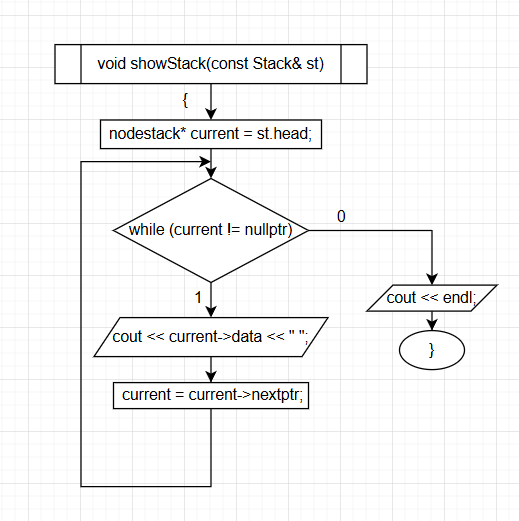 void showStack(const Stack& st)
{
nodestack* current = st.head;
while (current != nullptr)
0
1
cout << current->data << " ";
current = current->nextptr;
cout << endl;
}